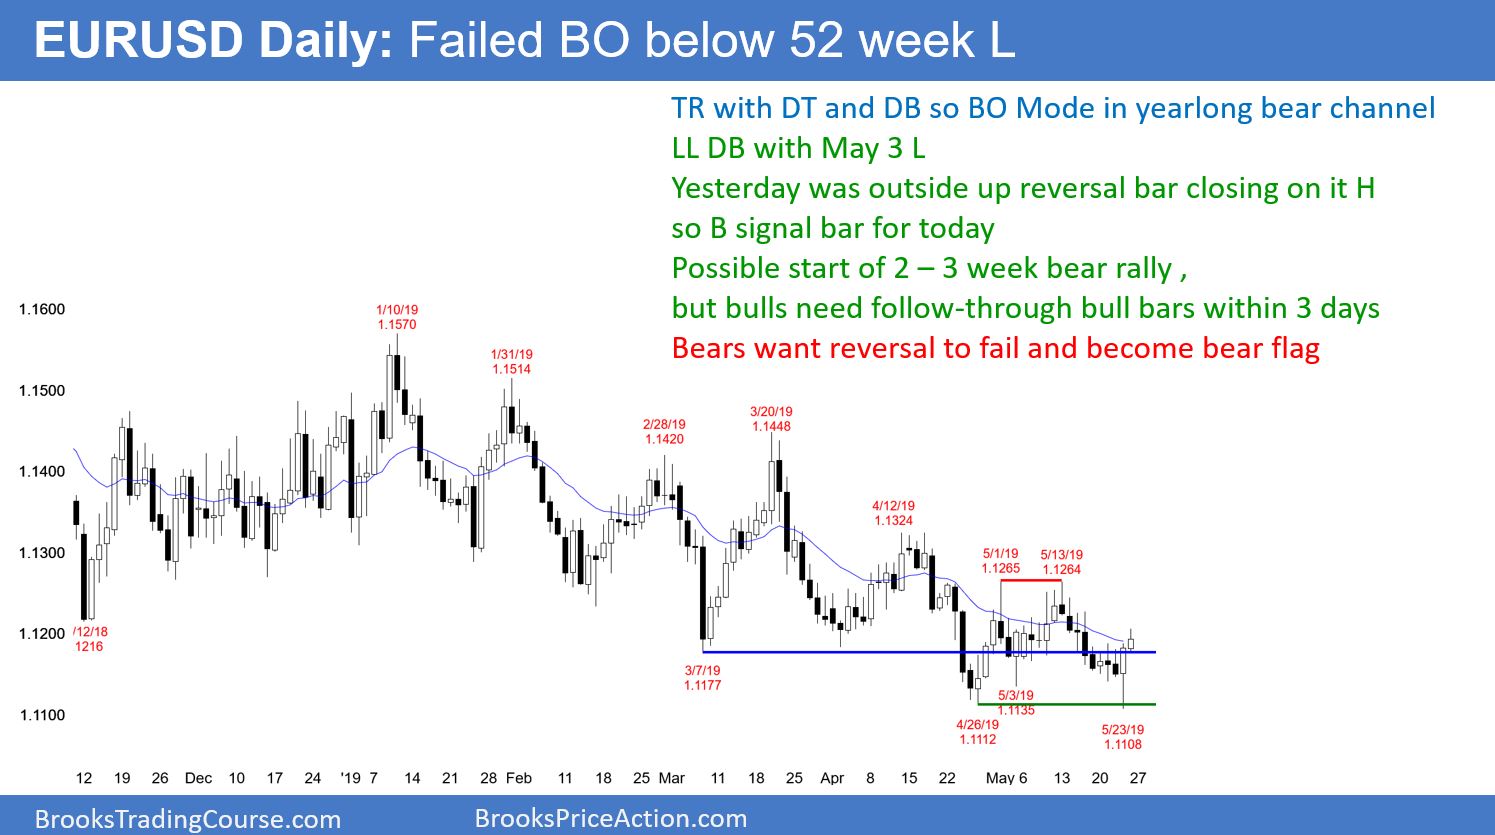 EURUSD Daily: Failed BO below 52 week L
TR with DT and DB so BO Mode in yearlong bear channel
LL DB with May 3 L
Yesterday was outside up reversal bar closing on it H
so B signal bar for today
Possible start of 2 – 3 week bear rally ,
but bulls need follow-through bull bars within 3 days
Bears want reversal to fail and become bear flag
1.1600
1.1500
1.1400
1.1300
1.1200
1.1100
1/10/19
1.1570
1/31/19
1.1514
2/28/19
1.1420
3/20/19
1.1448
4/12/19
1.1324
5/1/19
1.1265
5/13/19
1.1264
/12/18
1216
3/7/19
1.1177
5/3/19
1.1135
4/26/19
1.1112
5/23/19
1.1108
12 19 26 Dec 10 17 24 '19 7 14 21 28 Feb 11 18 25 Mar 11 18 25 Apr 8 15 22 May 6 13 20 27
BrooksTradingCourse.com
BrooksPriceAction.com